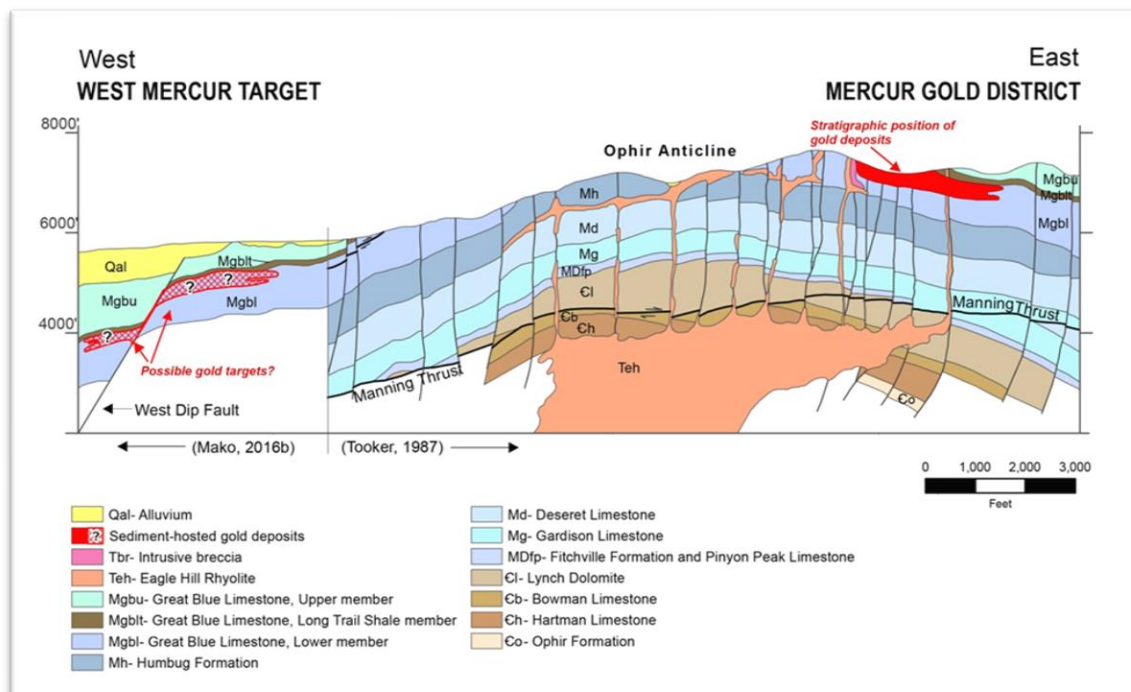 West
WEST MERCUR TARGET
East
MERCUR GOLD DISTRICT
8000'
6000'
4000'
Stratigraphic position of
gold deposits
Ophir Anticline
Mgbu
Mgblt
Mgbl
Mh
Md
Mg
MDfp
Єl
Єb
Єh
Teh
Єo
Qal
Mgblt
Mgbu
Mgbl
?
?
?
Possible gold targets?
West Dip Fault
Manning Thrust
Manning Thrust
(Mako, 2016b)
(Tooker, 1987)
0 1,000 2,000 3,000
Feet
Qal- Alluvium
? Sediment-hosted gold deposits
Tbr- Intrusive breccia
Teh- Eagle Hill Rhyolite
Mgbu- Great Blue Limestone, Upper member
Mgblt- Great Blue Limestone, Long Trail Shale member
Mgbl- Great Blue Limestone, Lower member
Mh- Humbug Formation
Md- Deseret Limestone
Mg- Gardison Limestone
MDfp- Fitchville Formation and Pinyon Peak Limestone
Єl- Lynch Dolomite
Єb- Bowman Limestone
Єh- Hartman Limestone
Єo- Ophir Formation